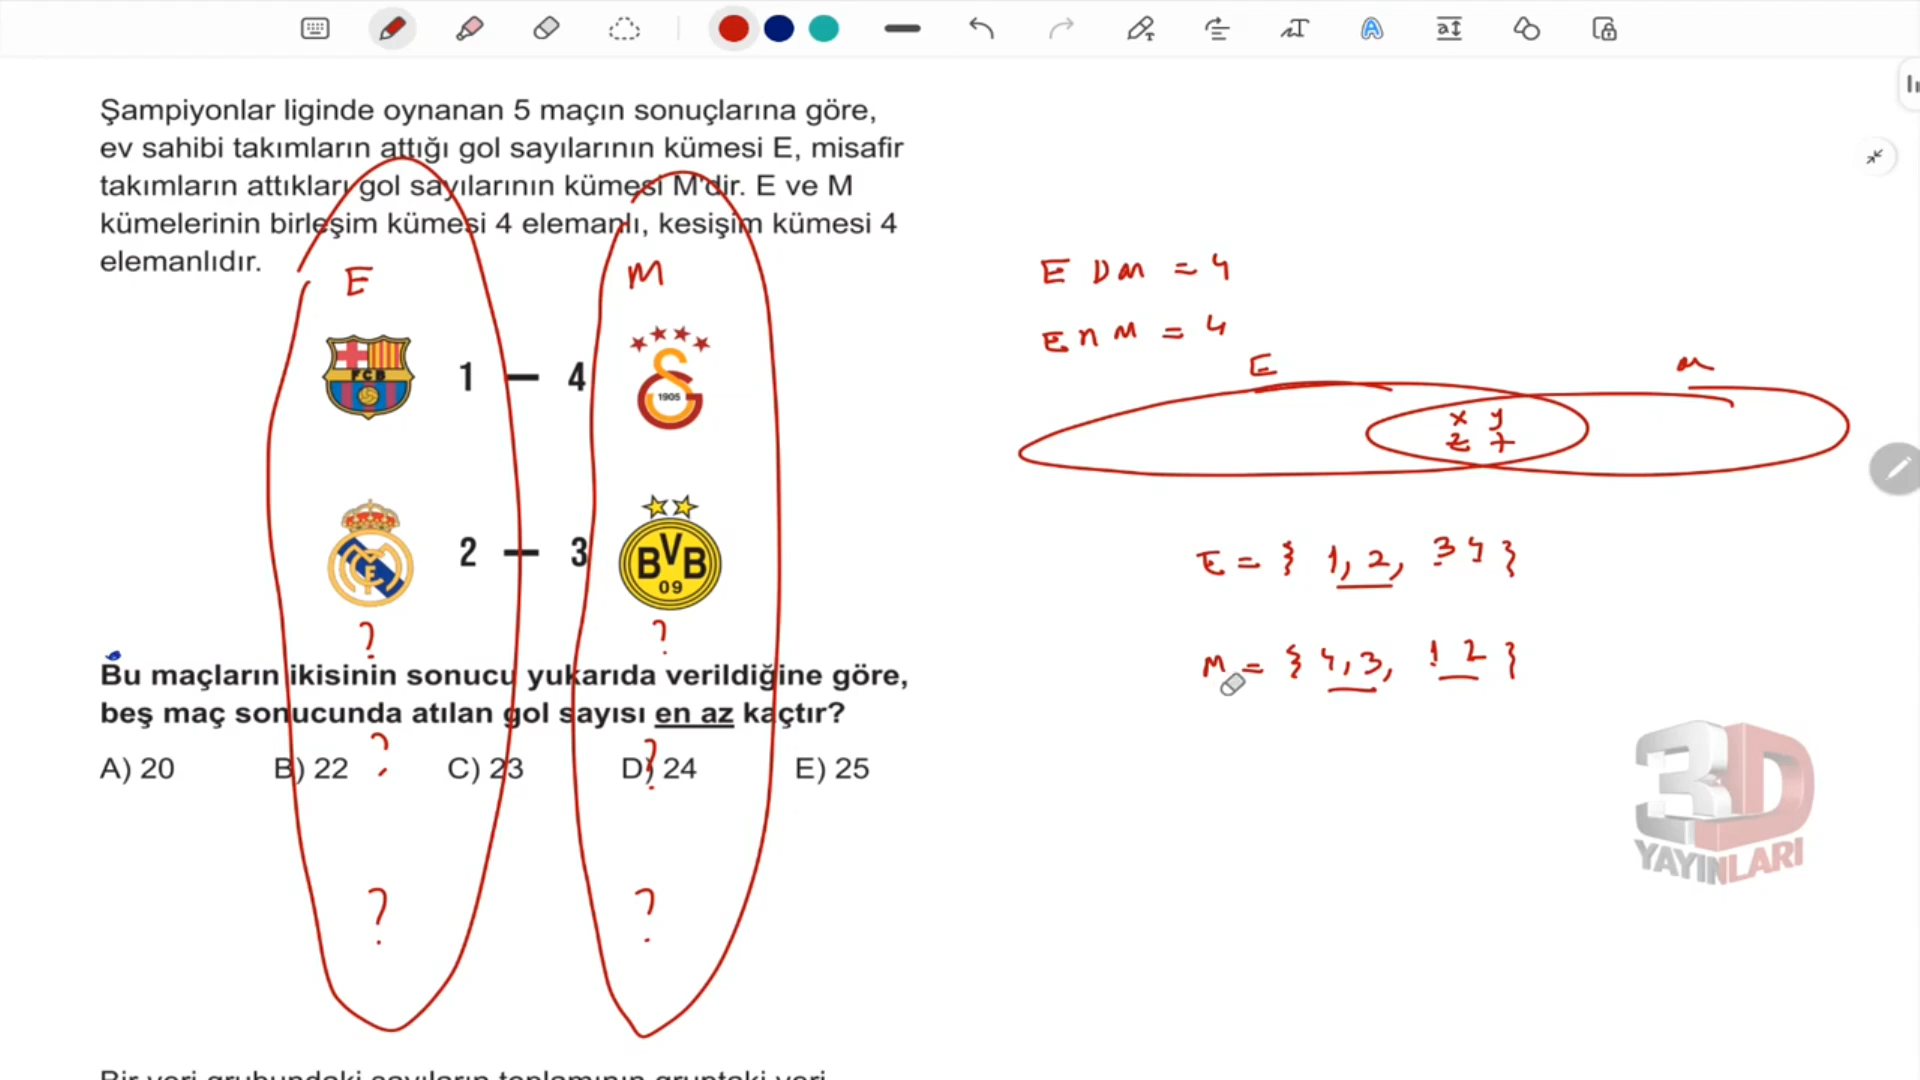 Şampiyonlar liginde oynanan 5 maçın sonuçlarına göre,
ev sahibi takımların attığı gol sayılarının kümesi E, misafir
takımların attıkları gol sayılarının kümesi M'dir. E ve M
kümelerinin birleşim kümesi 4 elemanlı, kesişim kümesi 4
elemanlıdır.
E M
FCB 1 — 4 1905
2 — 3 BVB 09
? ?
Bu maçların ikisinin sonucu yukarıda verildiğine göre,
beş maç sonucunda atılan gol sayısı en az kaçtır?
? ?
A) 20 B) 22 C) 23 D) 24 E) 25
? ?
E ∪ M = 4
E ∩ M = 4
E M
x y
z t
E = { 1, 2, 3 4 }
M = { 4, 3, 1 2 }
3D
YAYINLARI